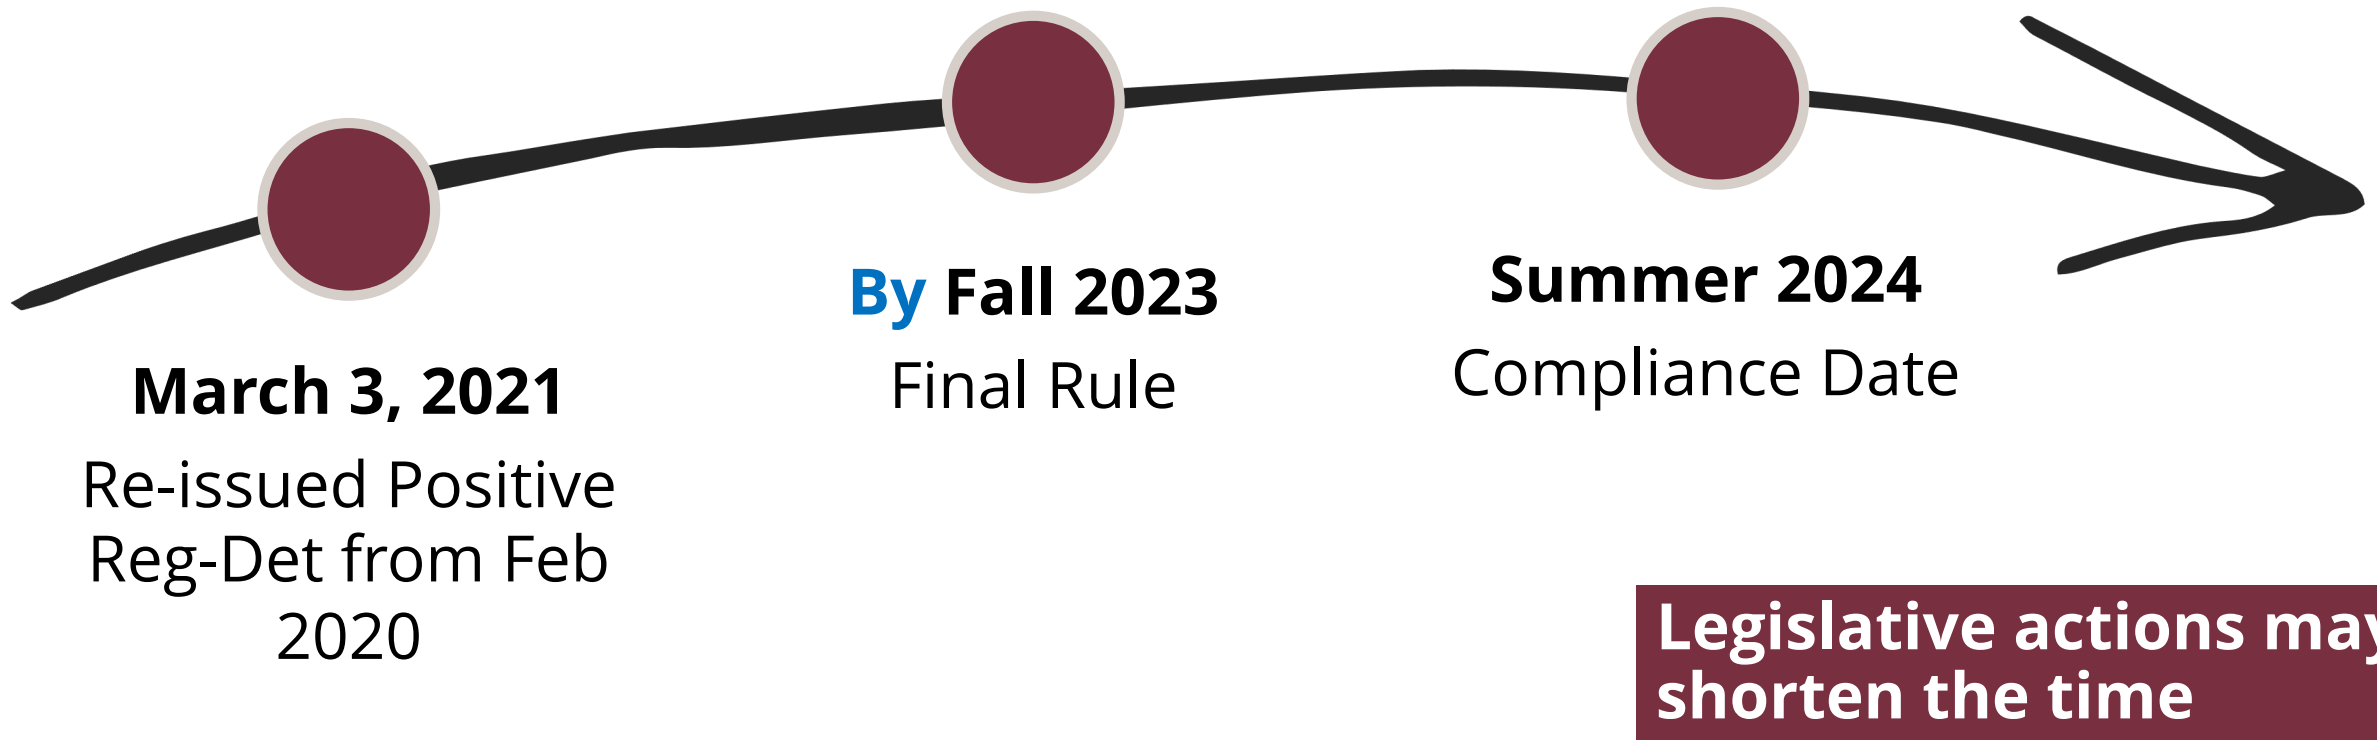 March 3, 2021
Re-issued Positive
Reg-Det from Feb
2020
By Fall 2023
Final Rule
Summer 2024
Compliance Date
Legislative actions may
shorten the time